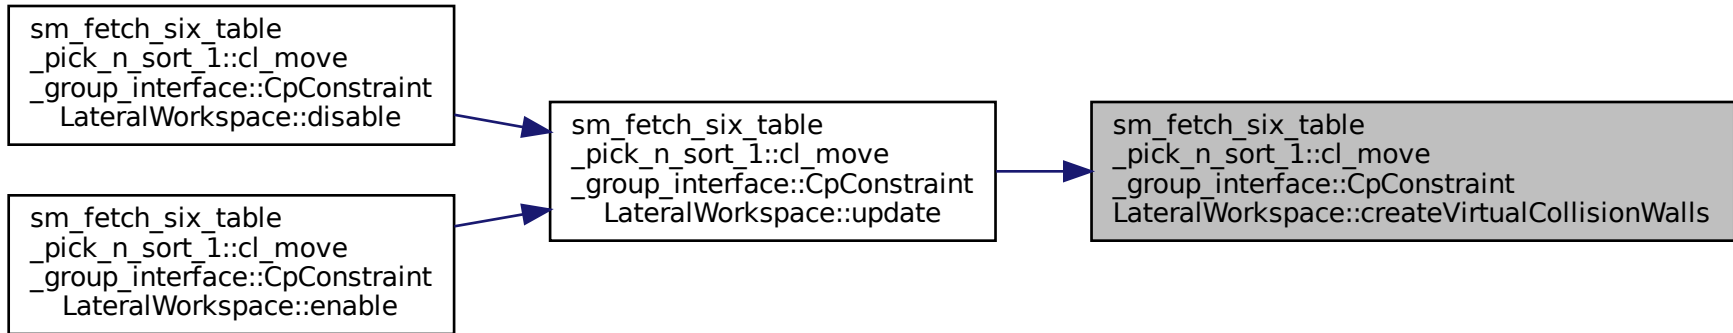 sm_fetch_six_table
_pick_n_sort_1::cl_move
_group_interface::CpConstraint
LateralWorkspace::disable
sm_fetch_six_table
_pick_n_sort_1::cl_move
_group_interface::CpConstraint
LateralWorkspace::enable
sm_fetch_six_table
_pick_n_sort_1::cl_move
_group_interface::CpConstraint
LateralWorkspace::update
sm_fetch_six_table
_pick_n_sort_1::cl_move
_group_interface::CpConstraint
LateralWorkspace::createVirtualCollisionWalls